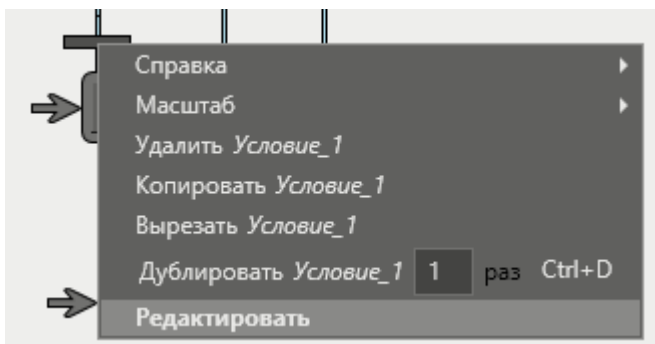 Справка
Масштаб
Удалить Условие_1
Копировать Условие_1
Вырезать Условие_1
Дублировать Условие_1 1 раз Ctrl+D
Редактировать